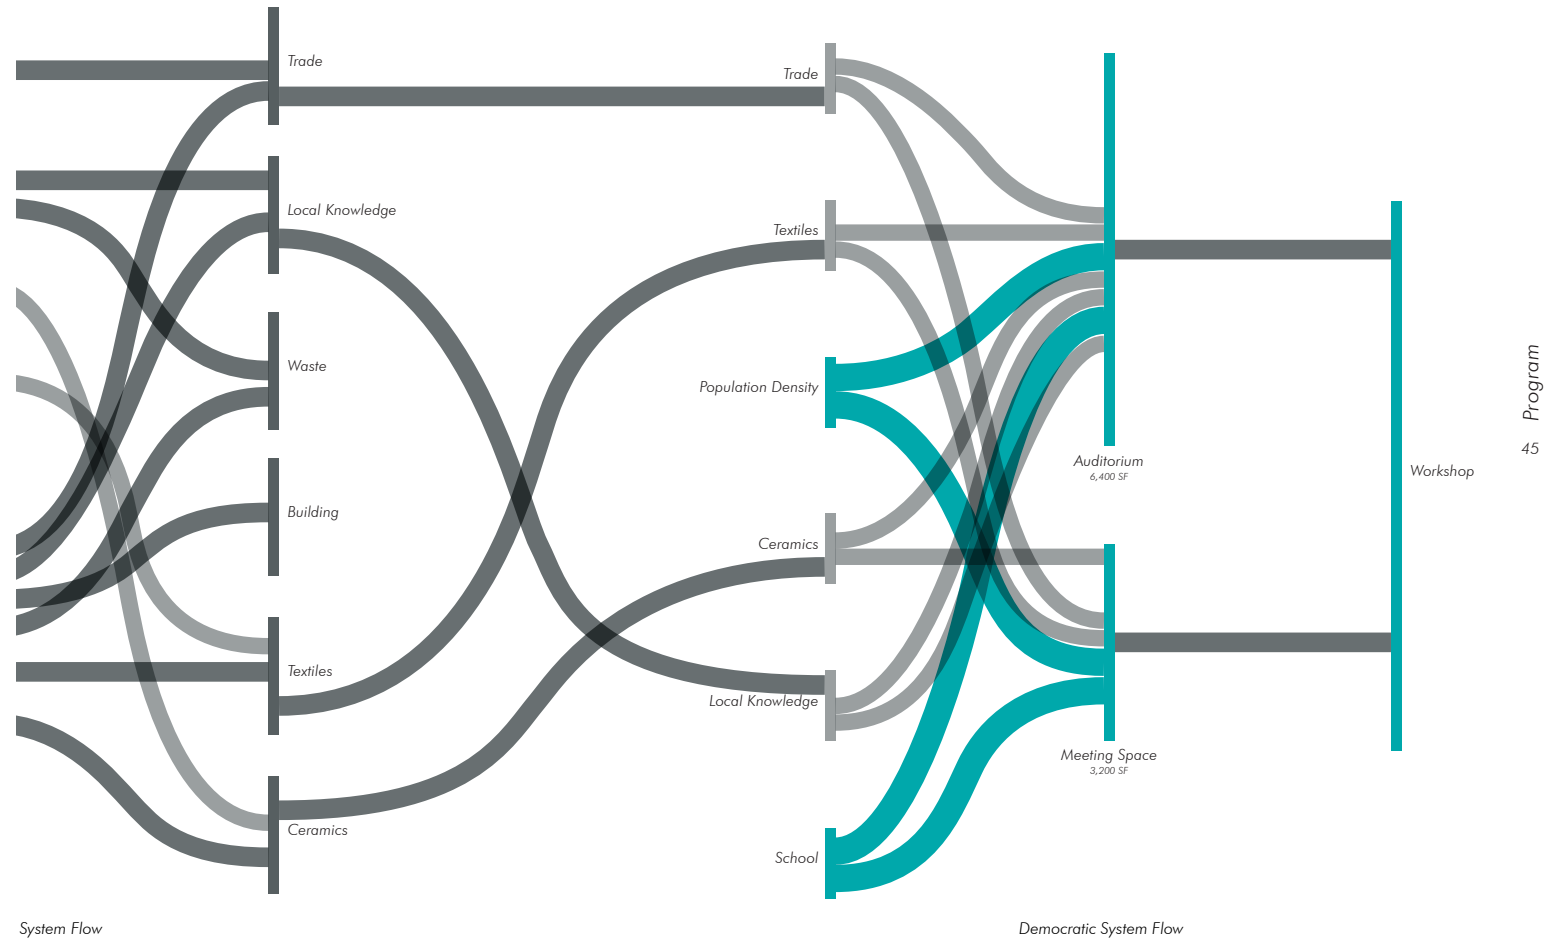 Trade
Local Knowledge
Waste
Building
Textiles
Ceramics
Trade
Textiles
Population Density
Ceramics
Local Knowledge
School
Auditorium
6,400 SF
Meeting Space
3,200 SF
Workshop
Program
45
System Flow
Democratic System Flow